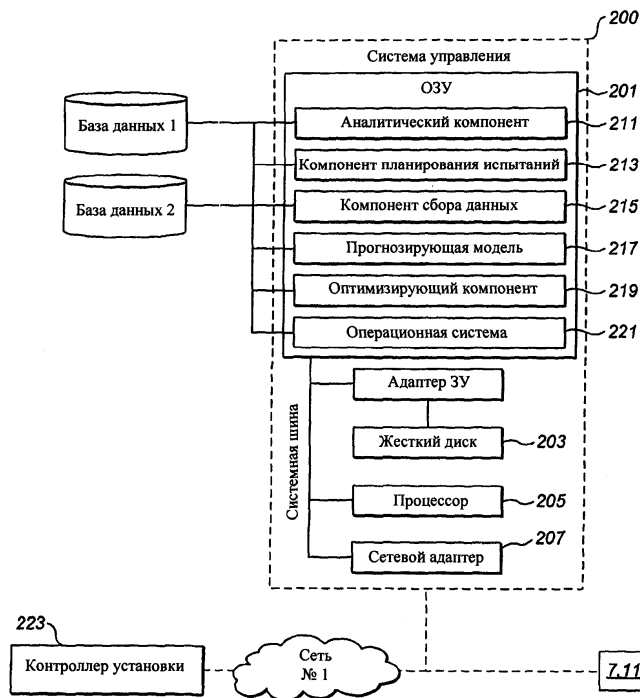 200
Система управления
ОЗУ
201
База данных 1
Аналитический компонент
211
Компонент планирования испытаний
213
База данных 2
Компонент сбора данных
215
Прогнозирующая модель
217
Оптимизирующий компонент
219
Операционная система
221
Системная шина
Адаптер ЗУ
Жесткий диск
203
Процессор
205
207
Сетевой адаптер
223
Контроллер установки
Сеть
№ 1
7,11